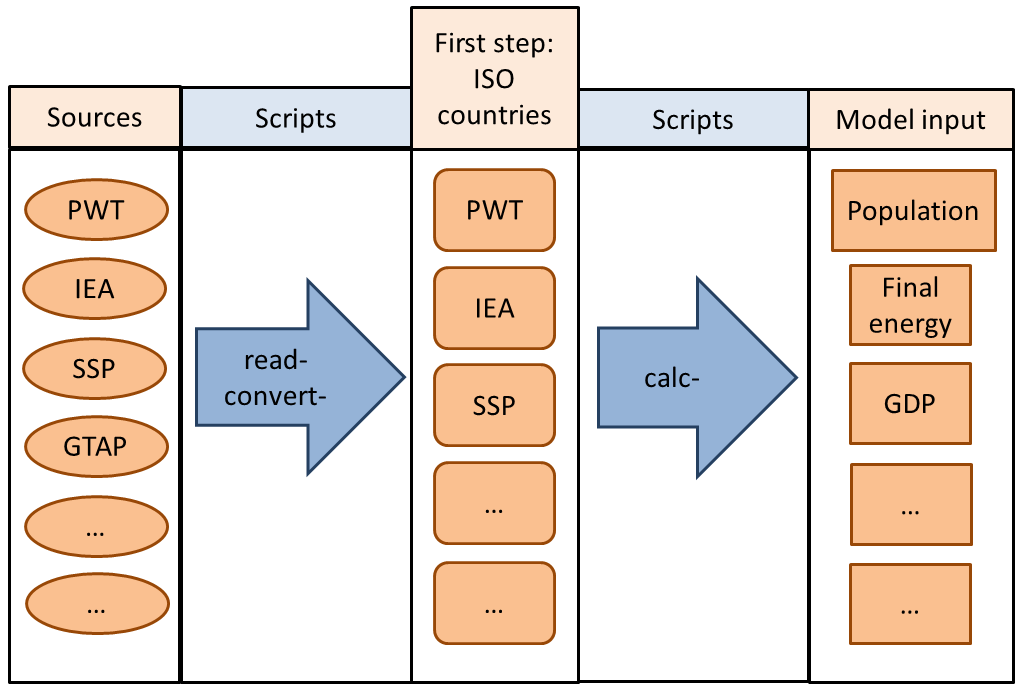 Sources
Scripts
First step:
ISO
countries
Scripts
Model input
PWT
IEA
SSP
GTAP
...
...
read-
convert-
PWT
IEA
SSP
...
...
calc-
Population
Final
energy
GDP
...
...